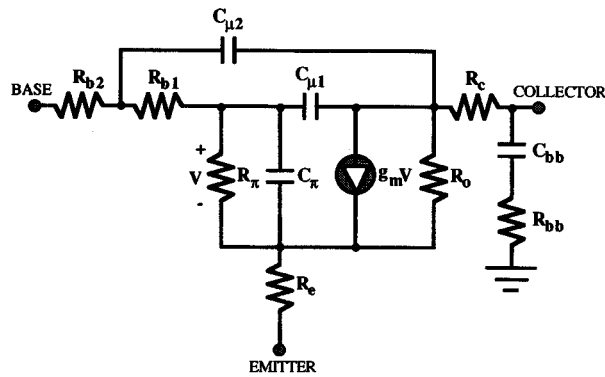 Cμ2
Rb2
Rb1
Cμ1
Rc
BASE
COLLECTOR
+
V
-
Rπ
Cπ
gmV
Ro
Cbb
Rbb
Re
EMITTER